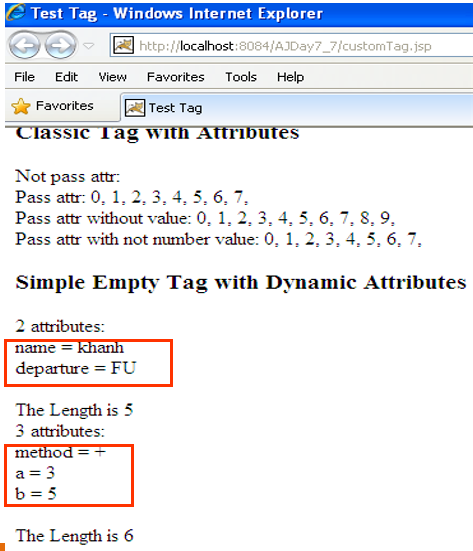 Test Tag - Windows Internet Explorer
http://localhost:8084/AJDay7_7/customTag.jsp
File Edit View Favorites Tools Help
Favorites Test Tag
Classic Tag with Attributes
Not pass attr:
Pass attr: 0, 1, 2, 3, 4, 5, 6, 7,
Pass attr without value: 0, 1, 2, 3, 4, 5, 6, 7, 8, 9,
Pass attr with not number value: 0, 1, 2, 3, 4, 5, 6, 7,
Simple Empty Tag with Dynamic Attributes
2 attributes:
name = khanh
departure = FU
The Length is 5
3 attributes:
method = +
a = 3
b = 5
The Length is 6